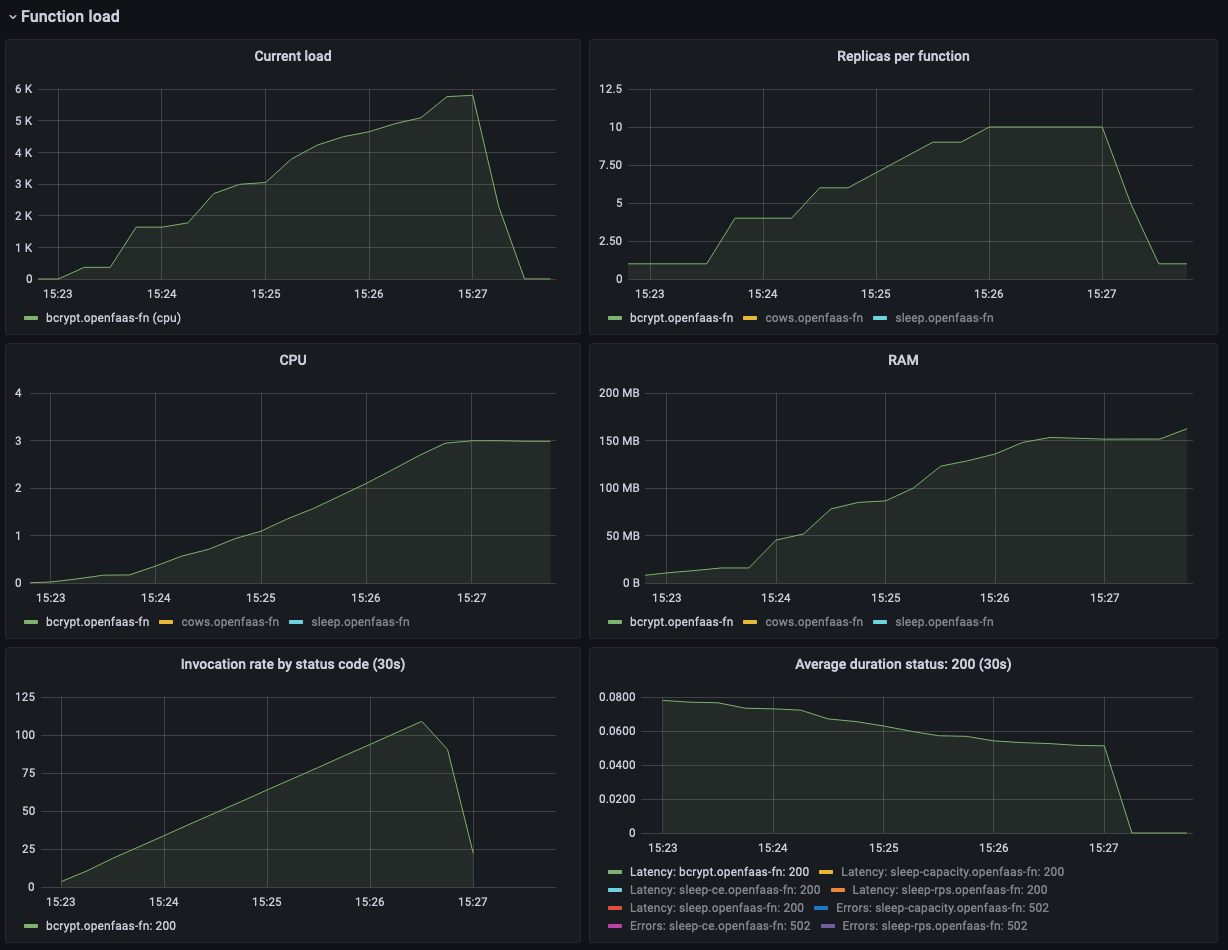 Function load
Current load
6 K
5 K
4 K
3 K
2 K
1 K
0
15:23 15:24 15:25 15:26 15:27
bcrypt.openfaas-fn (cpu)
Replicas per function
12.5
10
7.50
5
2.50
0
15:23 15:24 15:25 15:26 15:27
bcrypt.openfaas-fn cows.openfaas-fn sleep.openfaas-fn
CPU
4
3
2
1
0
15:23 15:24 15:25 15:26 15:27
bcrypt.openfaas-fn cows.openfaas-fn sleep.openfaas-fn
RAM
200 MB
150 MB
100 MB
50 MB
0 B
15:23 15:24 15:25 15:26 15:27
bcrypt.openfaas-fn cows.openfaas-fn sleep.openfaas-fn
Invocation rate by status code (30s)
125
100
75
50
25
0
15:23 15:24 15:25 15:26 15:27
bcrypt.openfaas-fn: 200
Average duration status: 200 (30s)
0.0800
0.0600
0.0400
0.0200
0
15:23 15:24 15:25 15:26 15:27
Latency: bcrypt.openfaas-fn: 200 Latency: sleep-capacity.openfaas-fn: 200
Latency: sleep-ce.openfaas-fn: 200 Latency: sleep-rps.openfaas-fn: 200
Latency: sleep.openfaas-fn: 200 Errors: sleep-capacity.openfaas-fn: 502
Errors: sleep-ce.openfaas-fn: 502 Errors: sleep-rps.openfaas-fn: 502